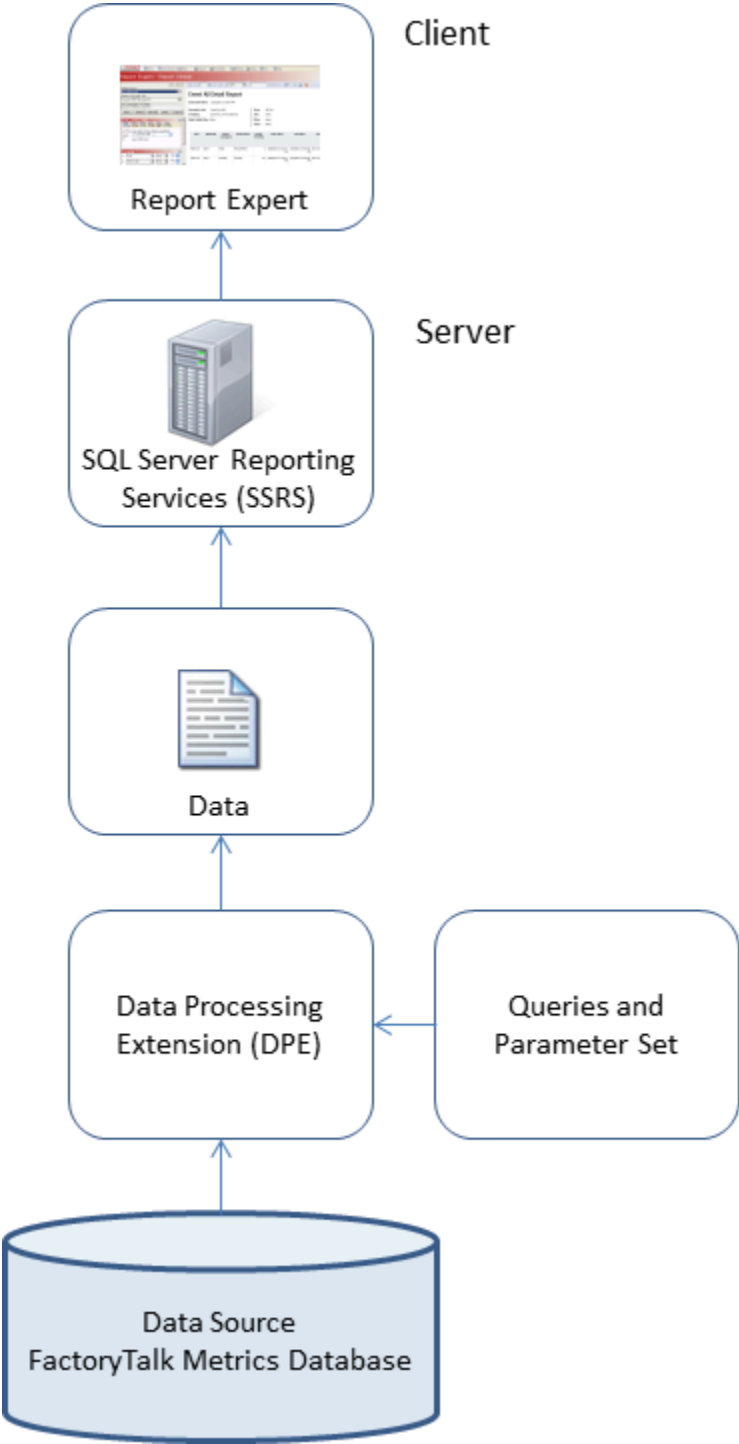 Client
Report Expert
Server
SQL Server Reporting
Services (SSRS)
Data
Data Processing
Extension (DPE)
Queries and
Parameter Set
Data Source
FactoryTalk Metrics Database